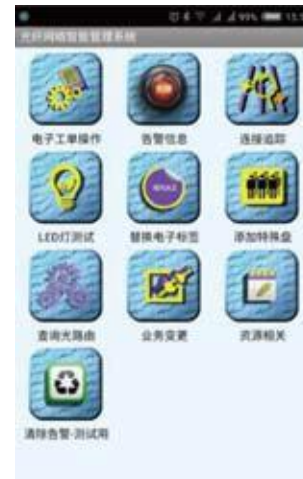 99%
光纤网络智能管理系统
电子工单操作 告警信息 连接追踪
LED灯测试 替换电子标签 添加特殊盘
查询光路由 业务变更 资源相关
清除告警-测试用